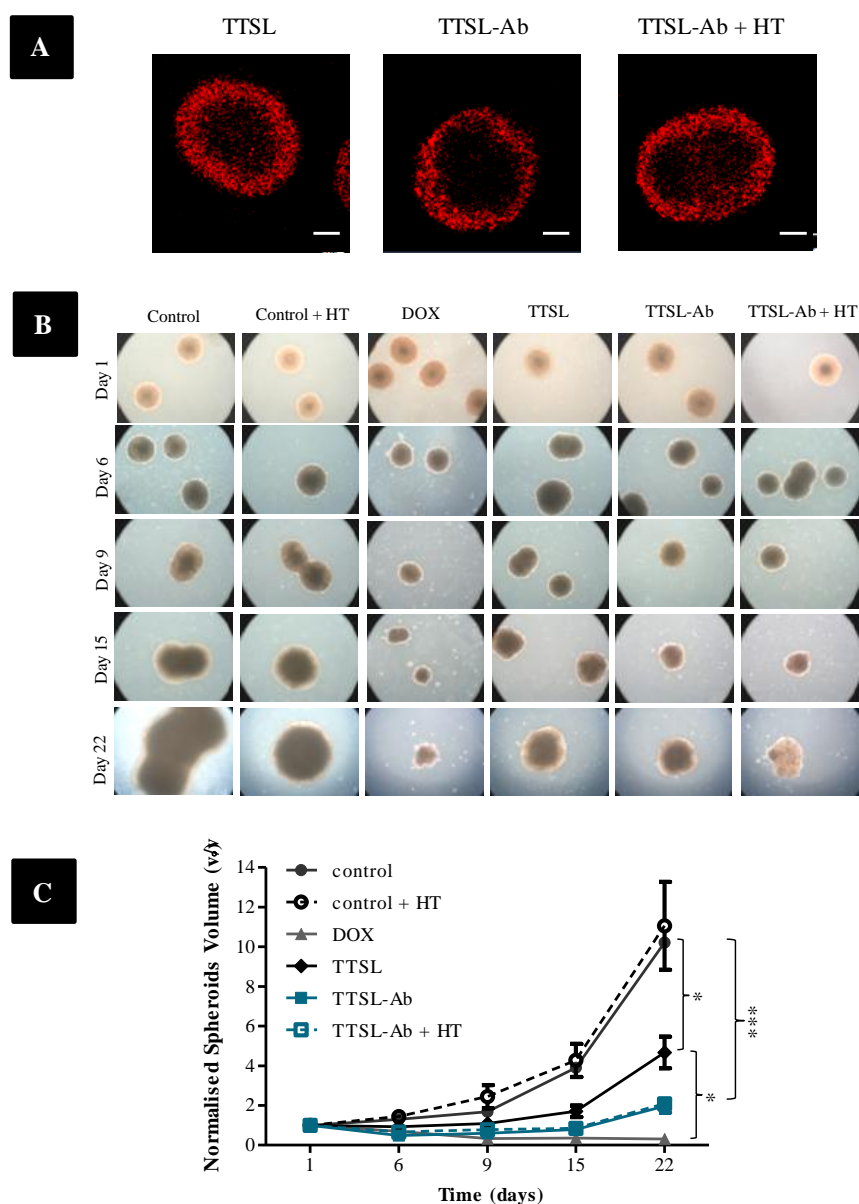 A
TTSL
TTSL-Ab
TTSL-Ab + HT
B
Control
Control + HT
DOX
TTSL
TTSL-Ab
TTSL-Ab + HT
Day 1
Day 6
Day 9
Day 15
Day 22
C
Normalised Spheroids Volume
14
12
10
8
6
4
2
0
control
control + HT
DOX
TTSL
TTSL-Ab
TTSL-Ab + HT
*
***
*
1
6
9
15
22
Time (days)